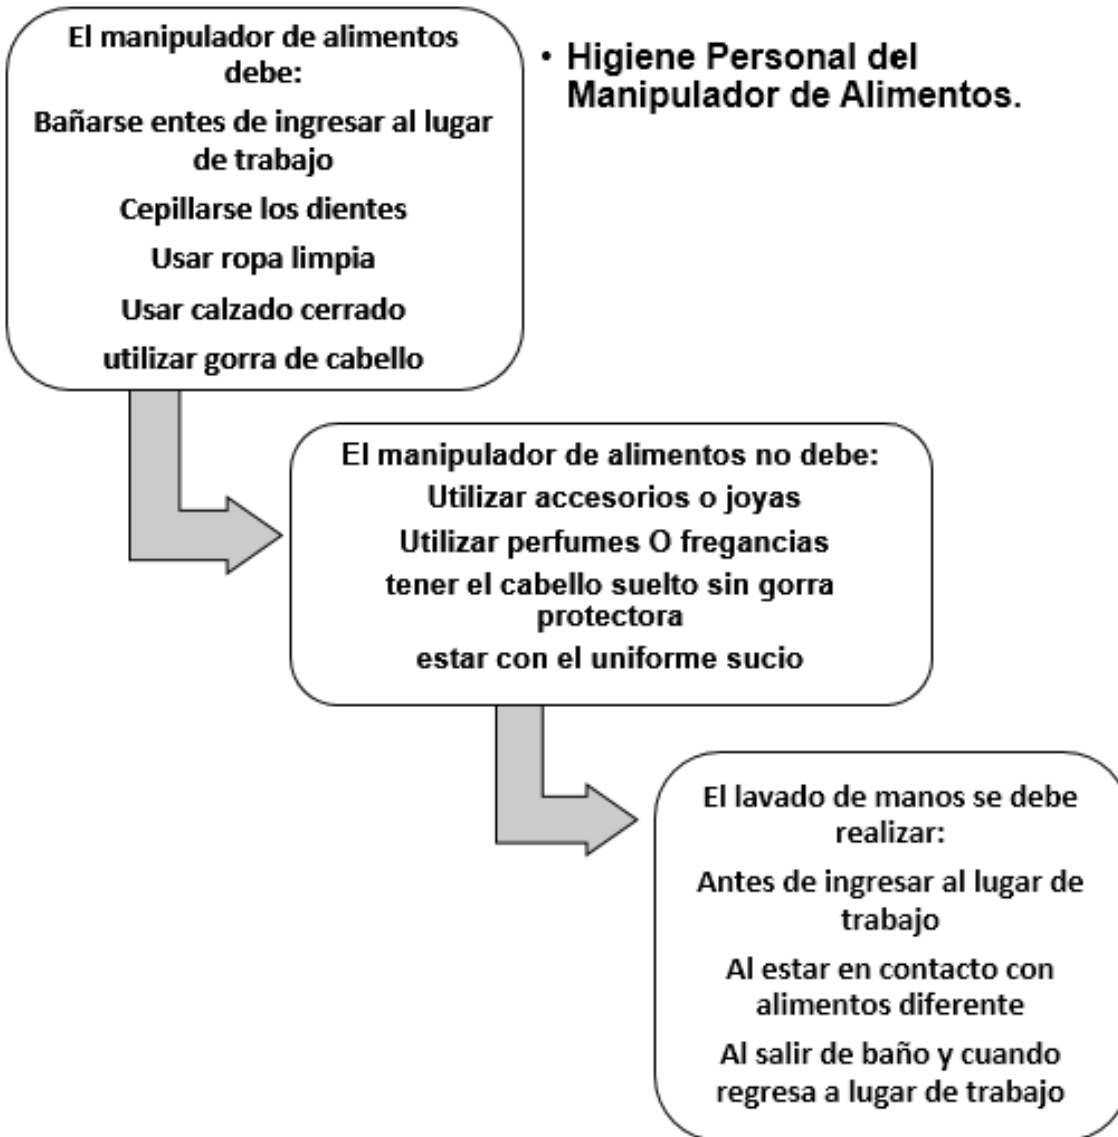 El manipulador de alimentos
debe:
Bañarse entes de ingresar al lugar
de trabajo
Cepillarse los dientes
Usar ropa limpia
Usar calzado cerrado
utilizar gorra de cabello
• Higiene Personal del
Manipulador de Alimentos.
El manipulador de alimentos no debe:
Utilizar accesorios o joyas
Utilizar perfumes O fregancias
tener el cabello suelto sin gorra
protectora
estar con el uniforme sucio
El lavado de manos se debe
realizar:
Antes de ingresar al lugar de
trabajo
Al estar en contacto con
alimentos diferente
Al salir de baño y cuando
regresa a lugar de trabajo